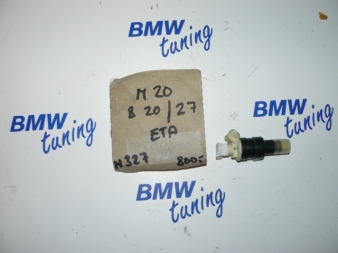 BMW
tuning
BMW
tuning
M 20
B 20/27
ETA
N327 800,-
BMW
tuning
BMW
tuning